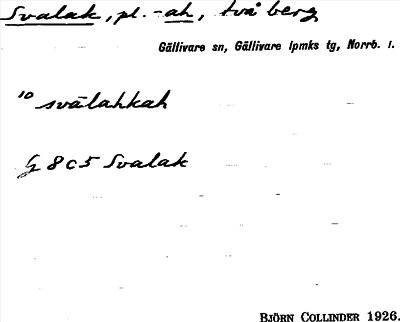 Svalak, pl. -ah, två berg
Gällivare sn, Gällivare lpmks tg, Norrb. l.
10 svālahkah
G 8c5 Svalak
BJÖRN COLLINDER 1926.